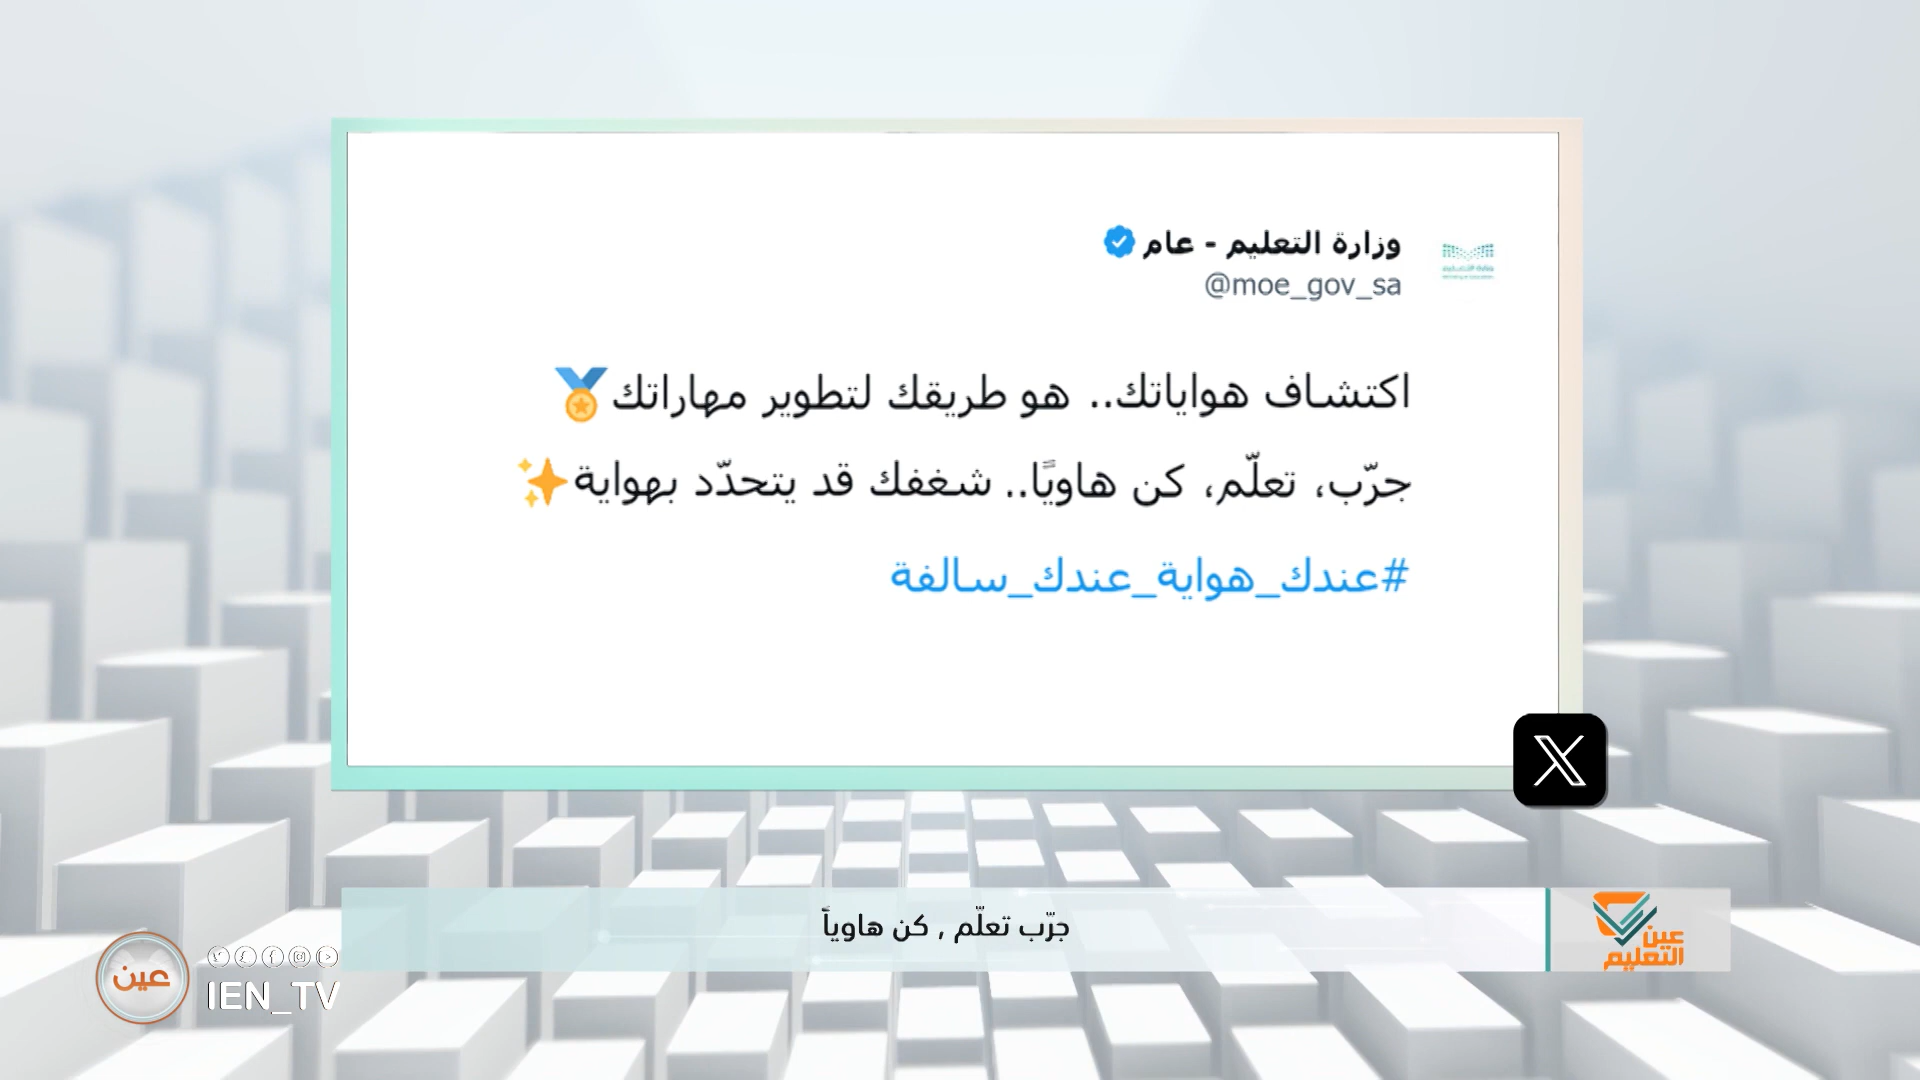 وزارة التعليم - عام
@moe_gov_sa
اكتشاف هواياتك.. هو طريقك لتطوير مهاراتك🏅
جرّب، تعلّم، كن هاويًا.. شغفك قد يتحدّد بهواية✨
#عندك_هواية_عندك_سالفة
جرّب تعلّم , كن هاوياً
عين
التعليم
عين
IEN_TV